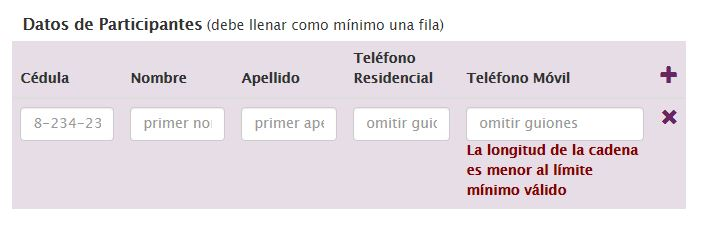 Datos de Participantes (debe llenar como mínimo una fila)
Cédula Nombre Apellido Teléfono Residencial Teléfono Móvil
8-234-23 primer no primer ape omitir guic omitir guiones
La longitud de la cadena
es menor al límite
mínimo válido